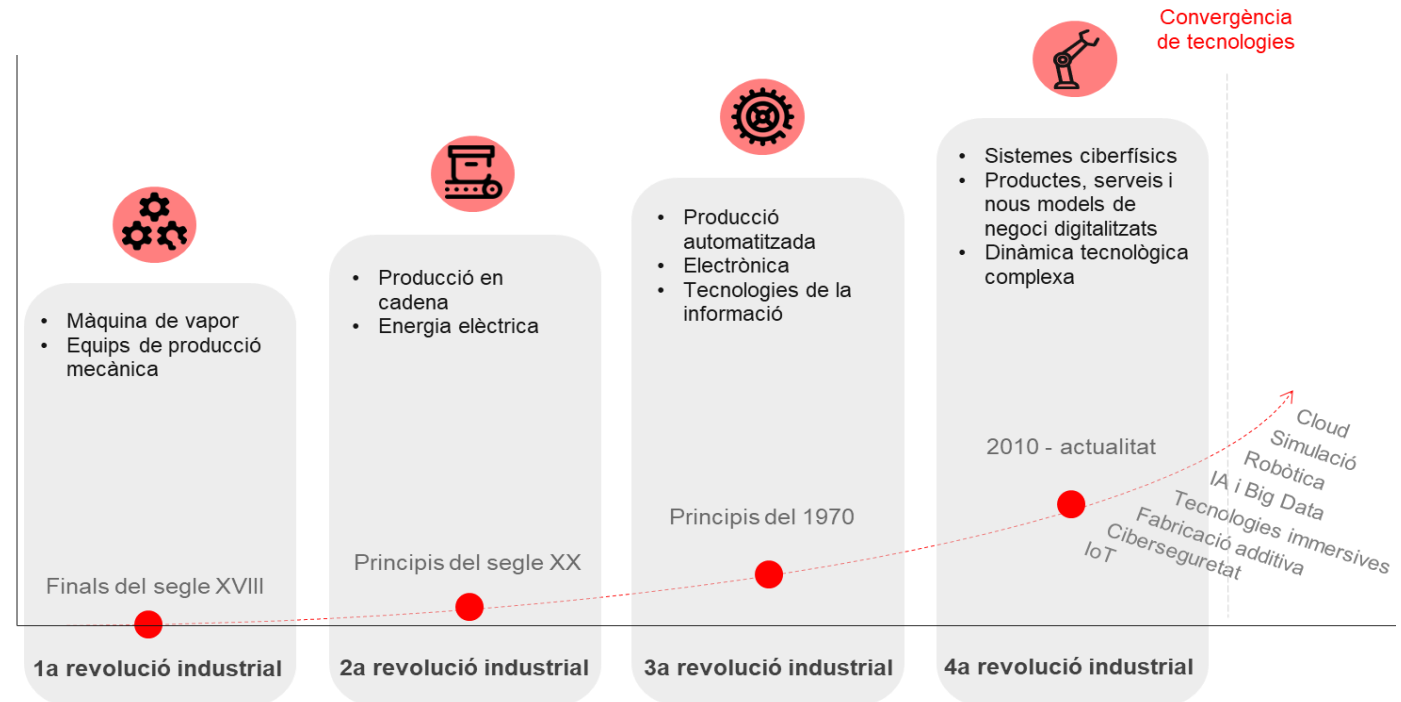 Convergència
de tecnologies
• Màquina de vapor
• Equips de producció
mecànica
Finals del segle XVIII
1a revolució industrial
• Producció en
cadena
• Energia elèctrica
Principis del segle XX
2a revolució industrial
• Producció
automatitzada
• Electrònica
• Tecnologies de la
informació
Principis del 1970
3a revolució industrial
• Sistemes ciberfísics
• Productes, serveis i
nous models de
negoci digitalitzats
• Dinàmica tecnològica
complexa
2010 - actualitat
4a revolució industrial
Cloud
Simulació
Robòtica
IA i Big Data
Tecnologies immersives
Fabricació additiva
Ciberseguretat
IoT